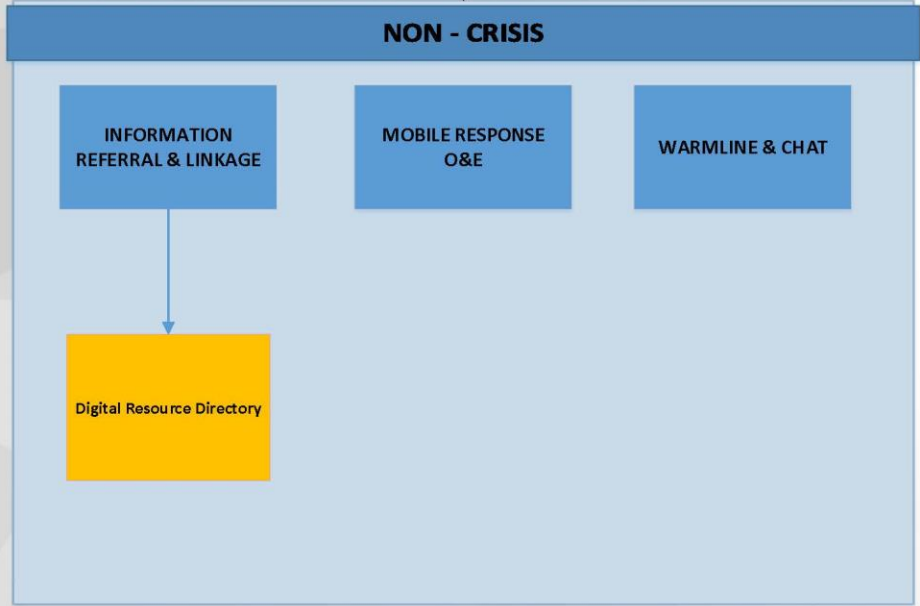 NON - CRISIS
INFORMATION
REFERRAL & LINKAGE
MOBILE RESPONSE
O&E
WARMLINE & CHAT
Digital Resource Directory